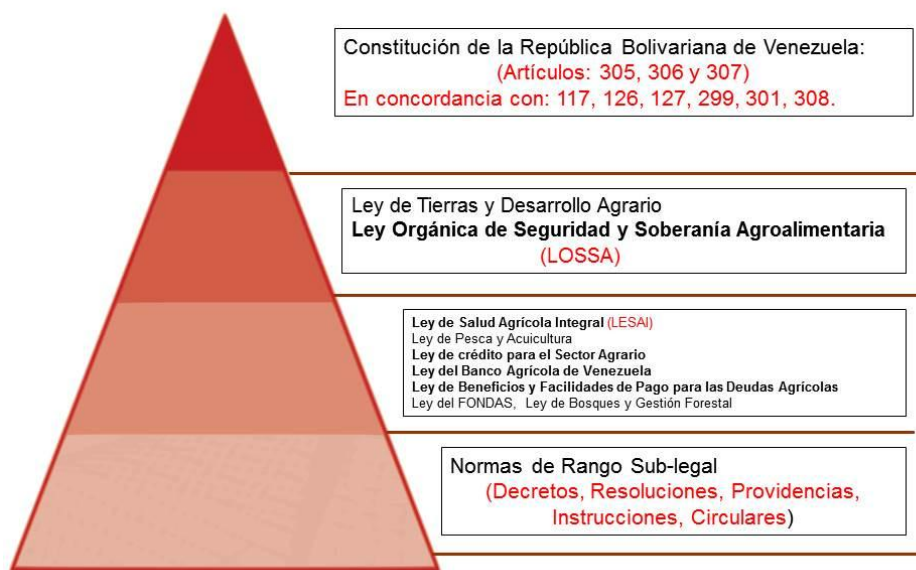 Constitución de la República Bolivariana de Venezuela:
(Artículos: 305, 306 y 307)
En concordancia con: 117, 126, 127, 299, 301, 308.
Ley de Tierras y Desarrollo Agrario
Ley Orgánica de Seguridad y Soberanía Agroalimentaria
(LOSSA)
Ley de Salud Agrícola Integral (LESAI)
Ley de Pesca y Acuicultura
Ley de crédito para el Sector Agrario
Ley del Banco Agrícola de Venezuela
Ley de Beneficios y Facilidades de Pago para las Deudas Agrícolas
Ley del FONDAS, Ley de Bosques y Gestión Forestal
Normas de Rango Sub-legal
(Decretos, Resoluciones, Providencias,
Instrucciones, Circulares)